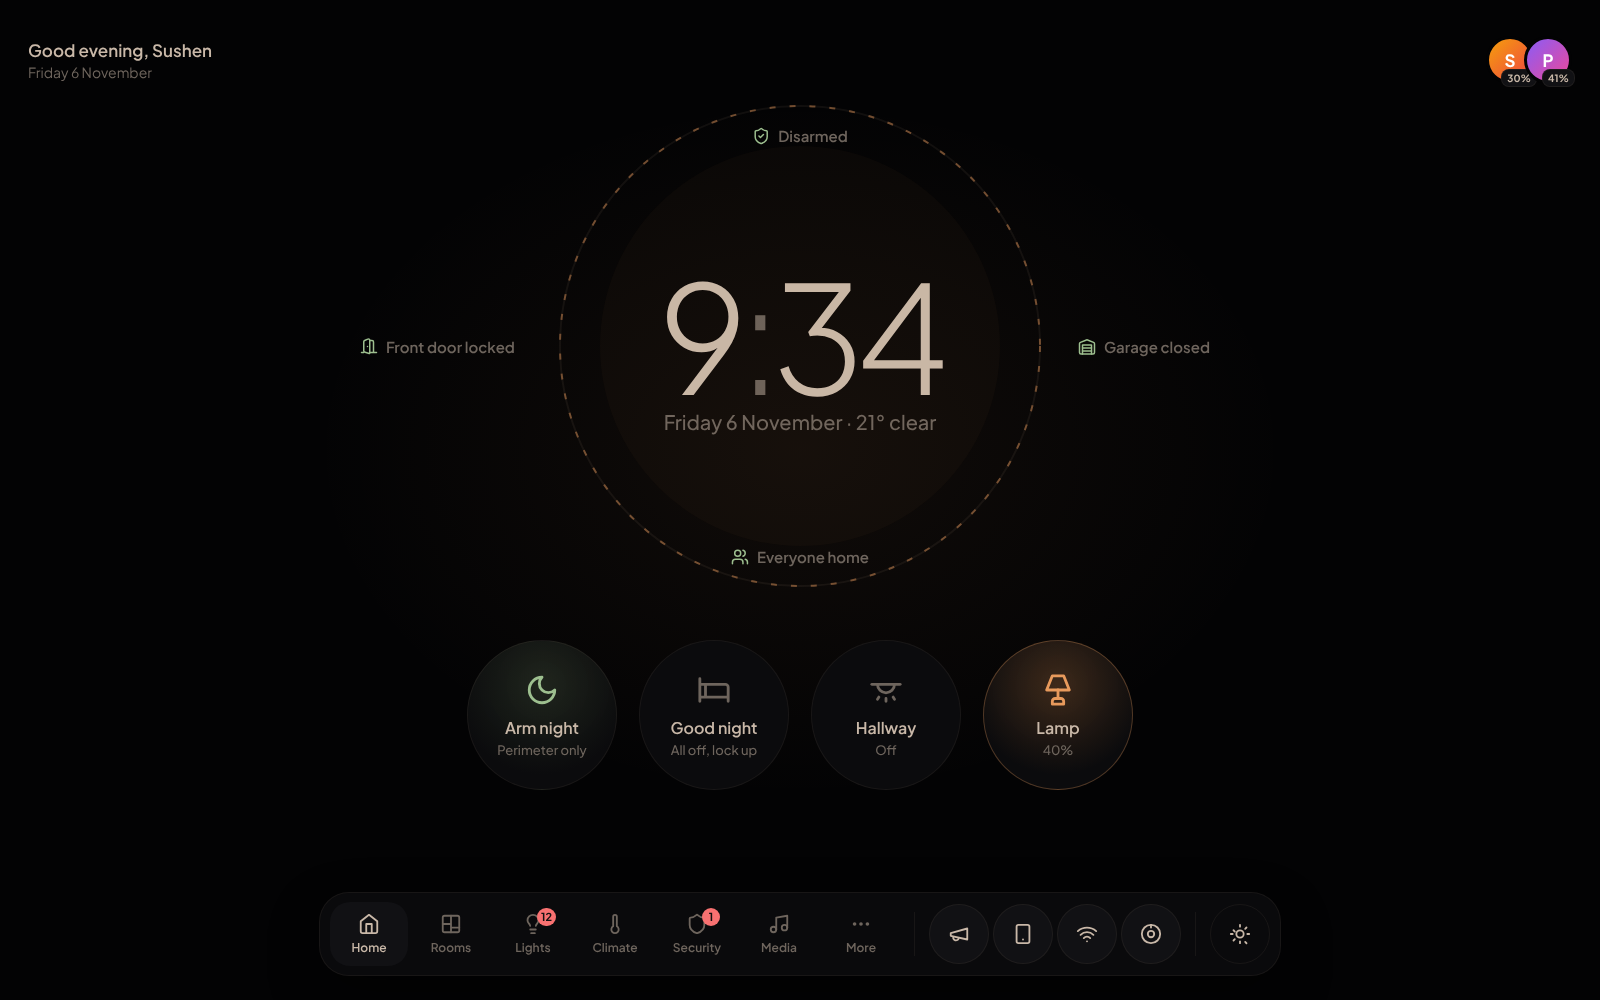 Good evening, Sushen
Friday 6 November
S
P
30%
41%
Disarmed
Front door locked
9:34
Friday 6 November · 21° clear
Garage closed
Everyone home
Arm night
Perimeter only
Good night
All off, lock up
Hallway
Off
Lamp
40%
Home
Rooms
12
Lights
Climate
1
Security
Media
More